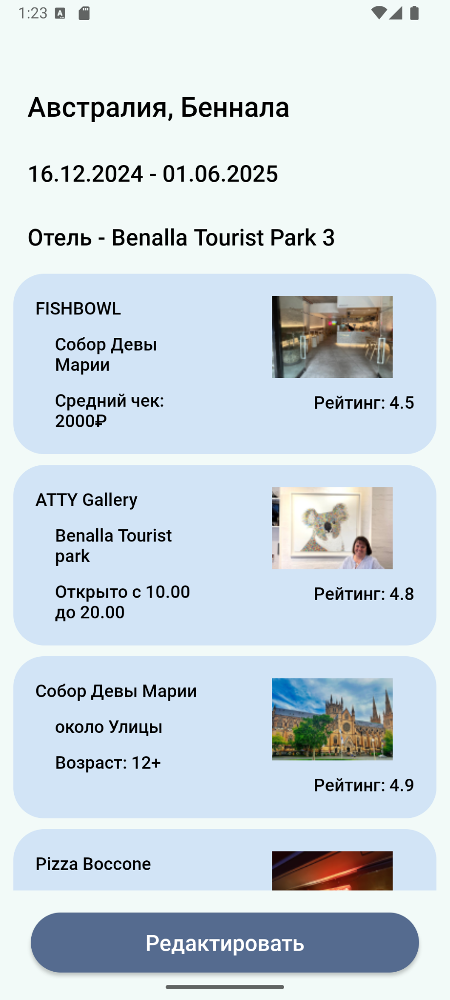 1:23
A
Австралия, Беннала
16.12.2024 - 01.06.2025
Отель - Benalla Tourist Park 3
FISHBOWL
Собор Девы
Марии
Средний чек:
2000₽
Рейтинг: 4.5
ATTY Gallery
Benalla Tourist
park
Открыто с 10.00
до 20.00
Рейтинг: 4.8
Собор Девы Марии
около Улицы
Возраст: 12+
Рейтинг: 4.9
Pizza Boccone
Редактировать